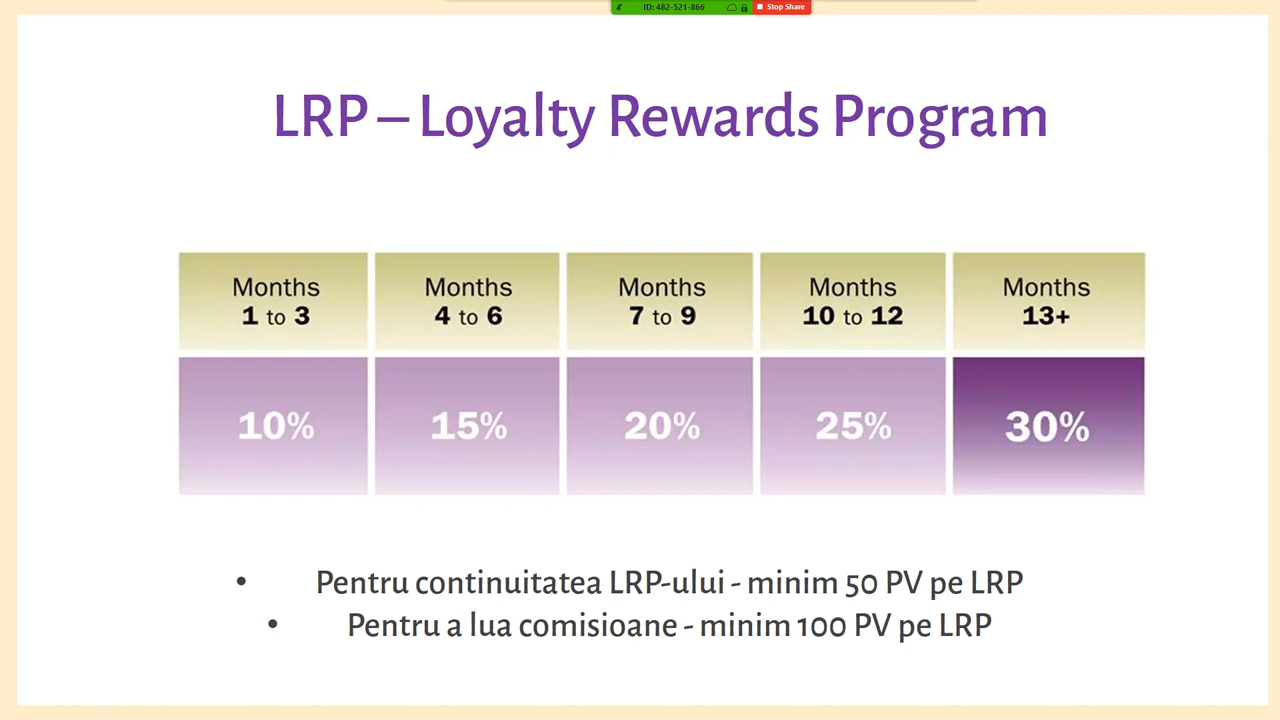 ID: 482-521-866 Stop Share
LRP – Loyalty Rewards Program
Months Months Months Months Months
1 to 3 4 to 6 7 to 9 10 to 12 13+
10% 15% 20% 25% 30%
• Pentru continuitatea LRP-ului - minim 50 PV pe LRP
• Pentru a lua comisioane - minim 100 PV pe LRP